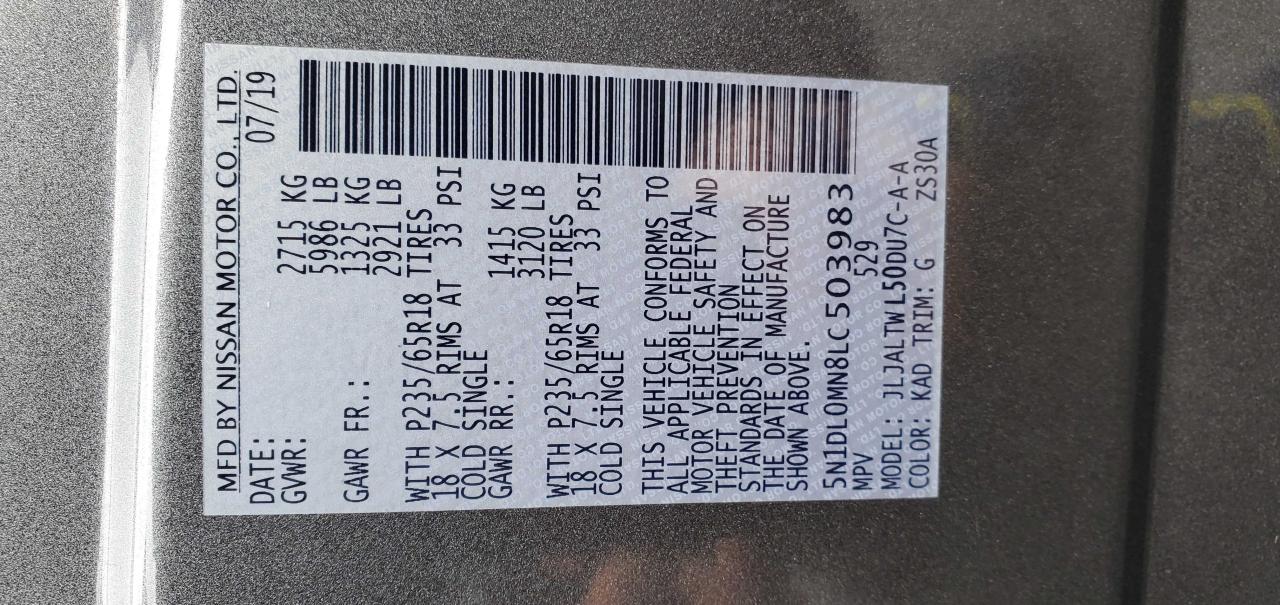 MFD BY NISSAN MOTOR CO., LTD.
DATE: 07/19
GVWR: 2715 KG
5986 LB
GAWR FR.: 1325 KG
2921 LB
WITH P235/65R18 TIRES
18 X 7.5 RIMS AT 33 PSI
COLD SINGLE
GAWR RR.: 1415 KG
3120 LB
WITH P235/65R18 TIRES
18 X 7.5 RIMS AT 33 PSI
COLD SINGLE
THIS VEHICLE CONFORMS TO
ALL APPLICABLE FEDERAL
MOTOR VEHICLE SAFETY AND
THEFT PREVENTION
STANDARDS IN EFFECT ON
THE DATE OF MANUFACTURE
SHOWN ABOVE.
5N1DL0MN8LC503983
MPV 529
MODEL: JLJALTWL50DU7C-A-A
COLOR: KAD TRIM: G ZS30A